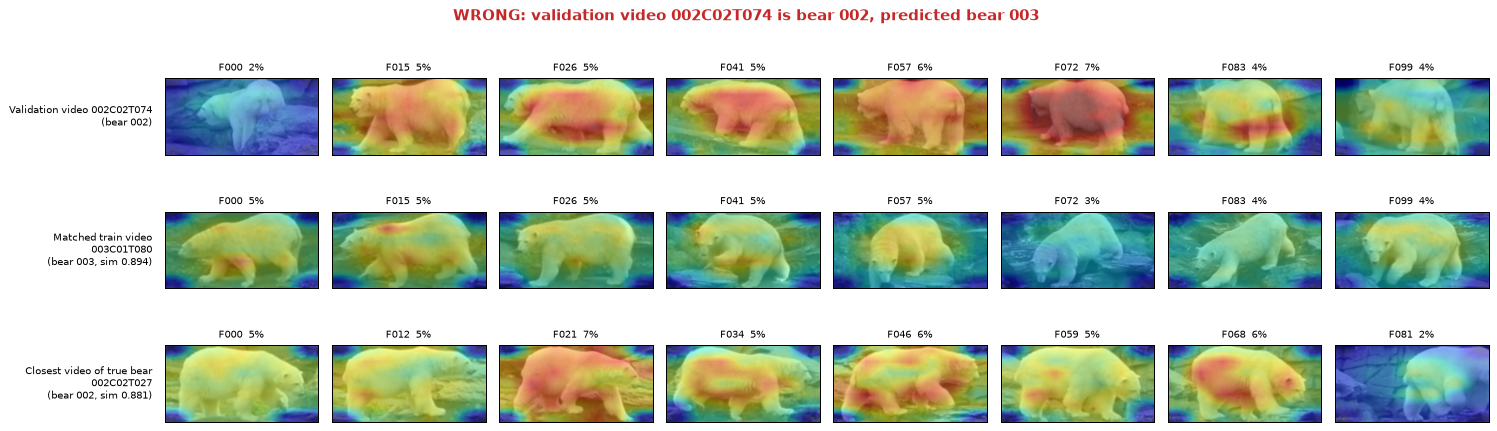 WRONG: validation video 002C02T074 is bear 002, predicted bear 003
F000 2%
F015 5%
F026 5%
F041 5%
F057 6%
F072 7%
F083 4%
F099 4%
Validation video 002C02T074
(bear 002)
F000 5%
F015 5%
F026 5%
F041 5%
F057 5%
F072 3%
F083 4%
F099 4%
Matched train video
003C01T080
(bear 003, sim 0.894)
F000 5%
F012 5%
F021 7%
F034 5%
F046 6%
F059 5%
F068 6%
F081 2%
Closest video of true bear
002C02T027
(bear 002, sim 0.881)